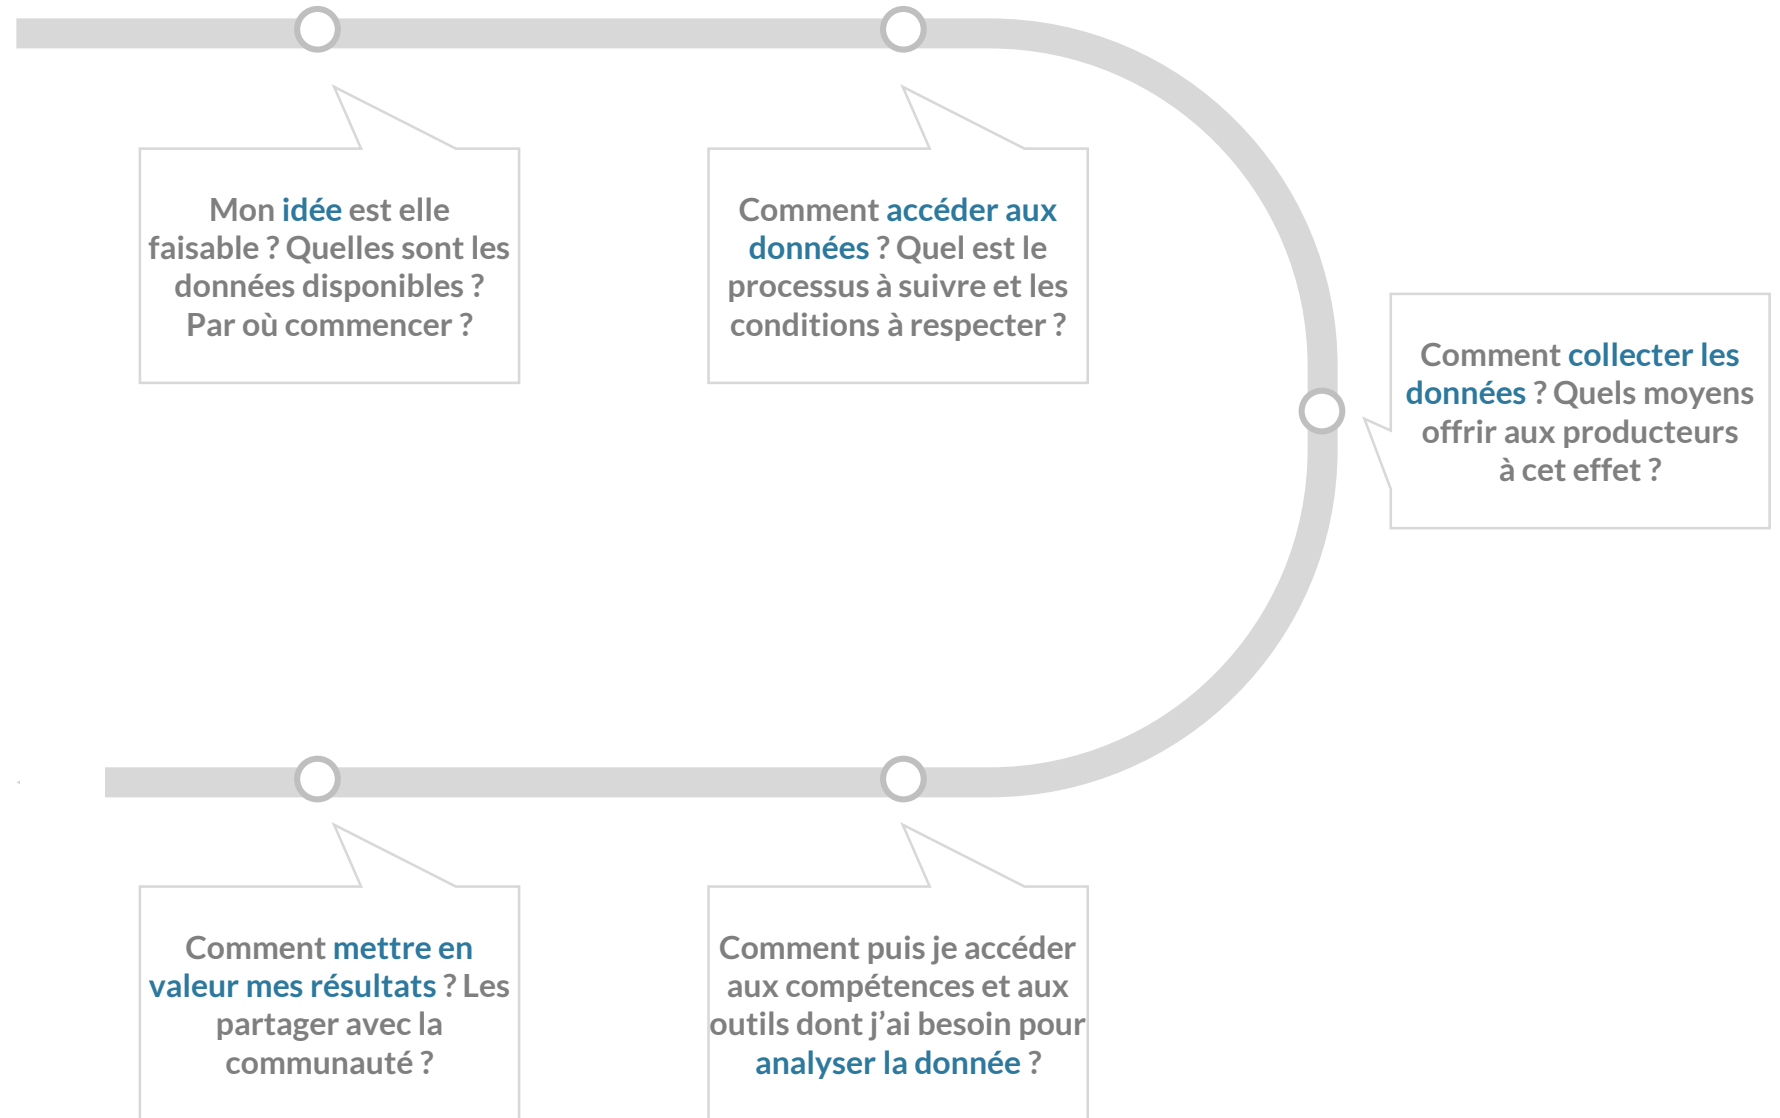 Mon idée est elle
faisable ? Quelles sont les
données disponibles ?
Par où commencer ?
Comment accéder aux
données ? Quel est le
processus à suivre et les
conditions à respecter ?
Comment collecter les
données ? Quels moyens
offrir aux producteurs
à cet effet ?
Comment puis je accéder
aux compétences et aux
outils dont j’ai besoin pour
analyser la donnée ?
Comment mettre en
valeur mes résultats ? Les
partager avec la
communauté ?